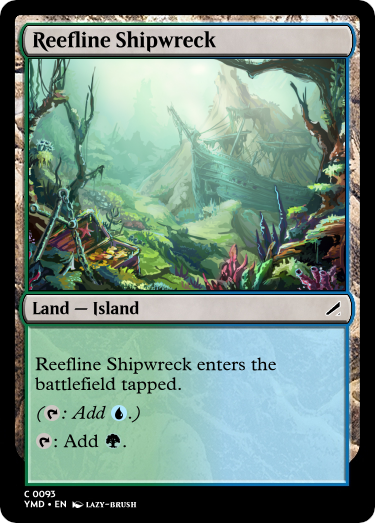 Reefline Shipwreck
Land — Island
Reefline Shipwreck enters the
battlefield tapped.
(: Add .)
: Add .
C 0093
YMD • EN LAZY-BRUSH